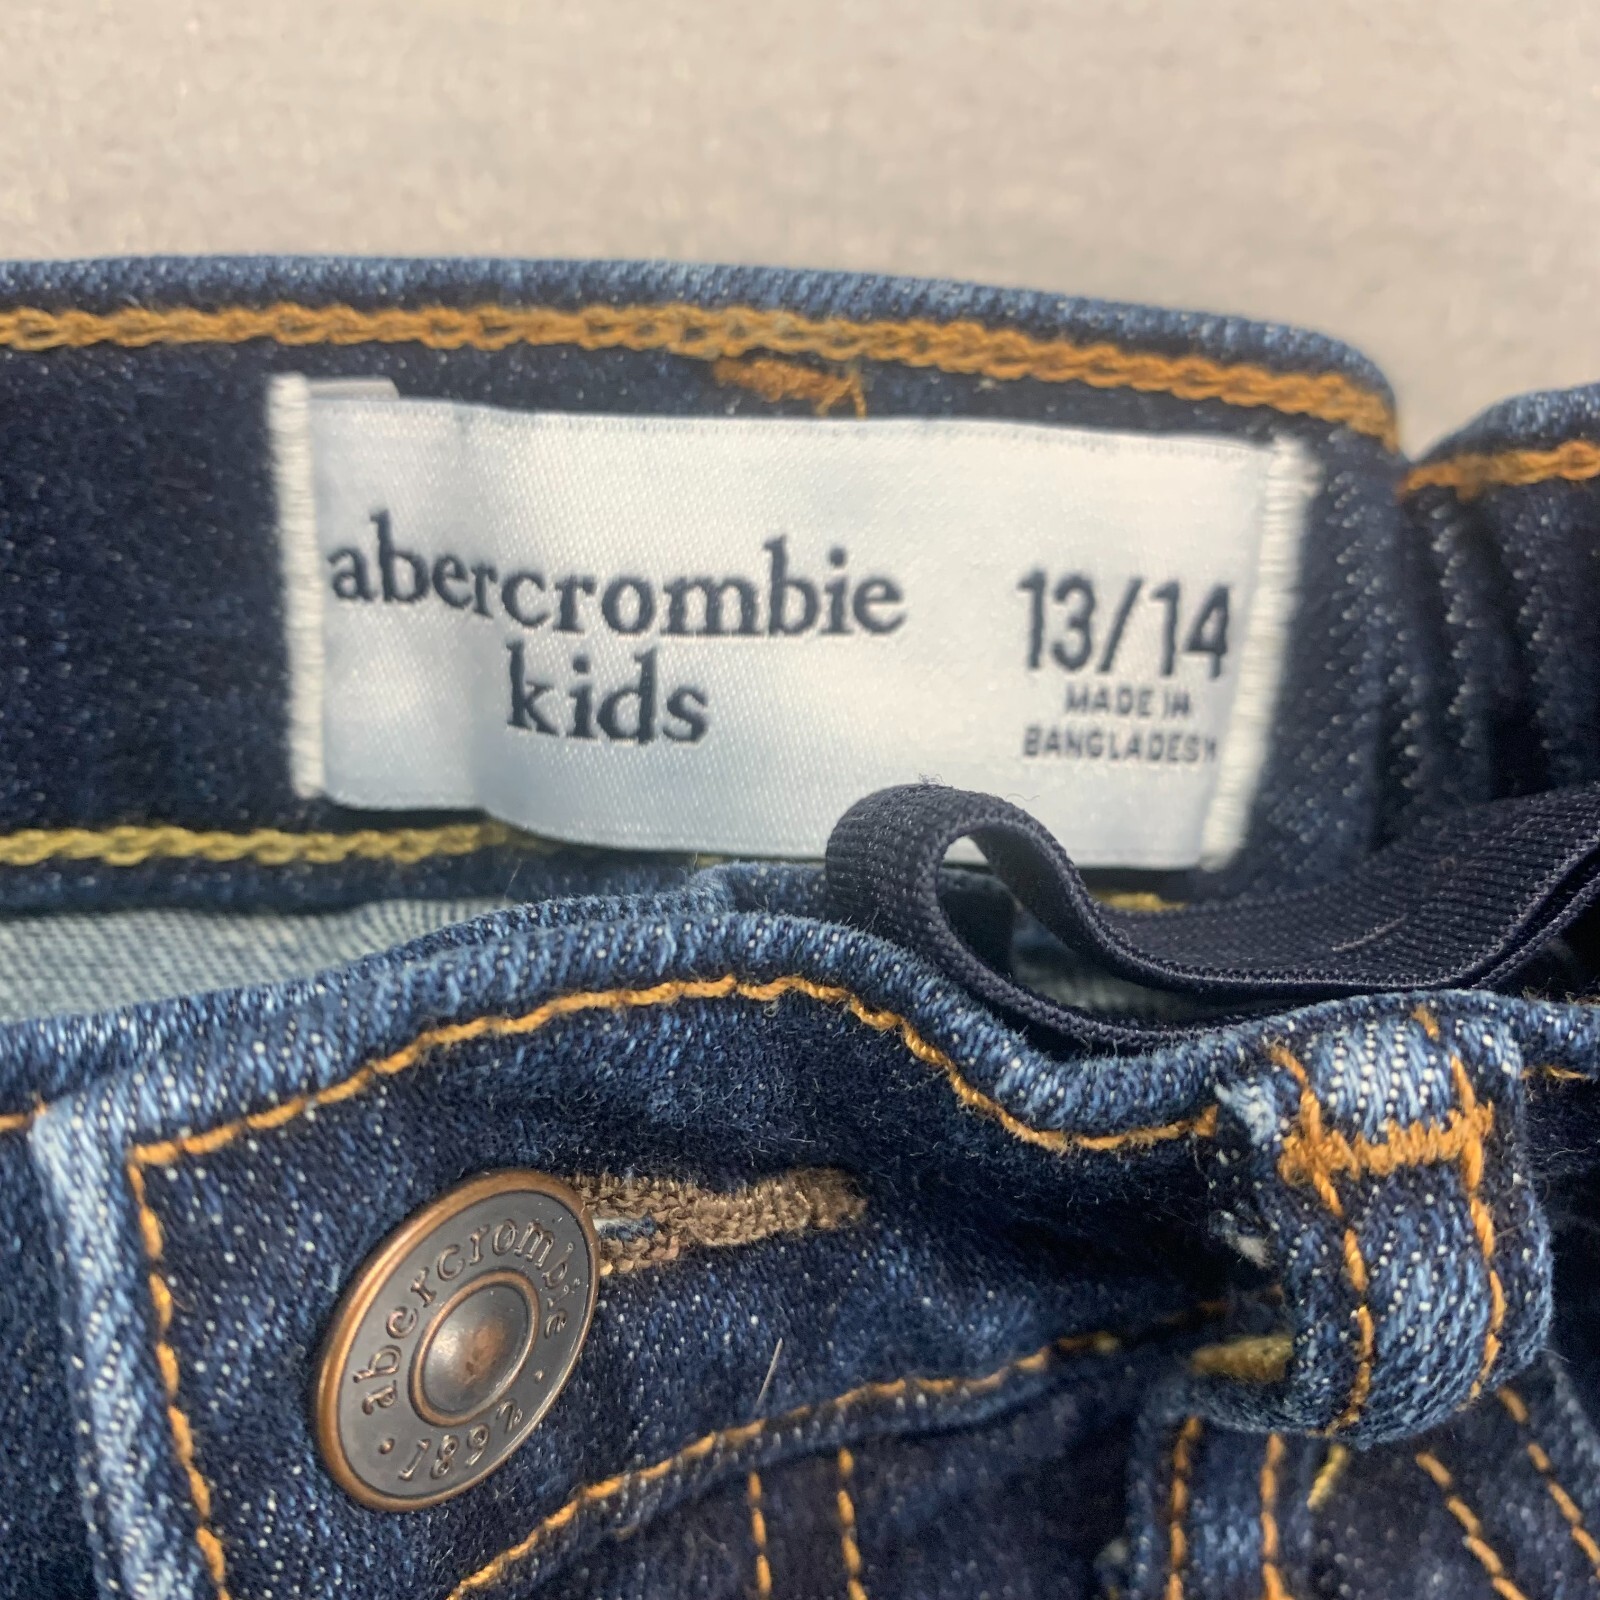 abercrombie
kids
13/14
MADE IN
BANGLADESH
abercrombie
· 1892 ·